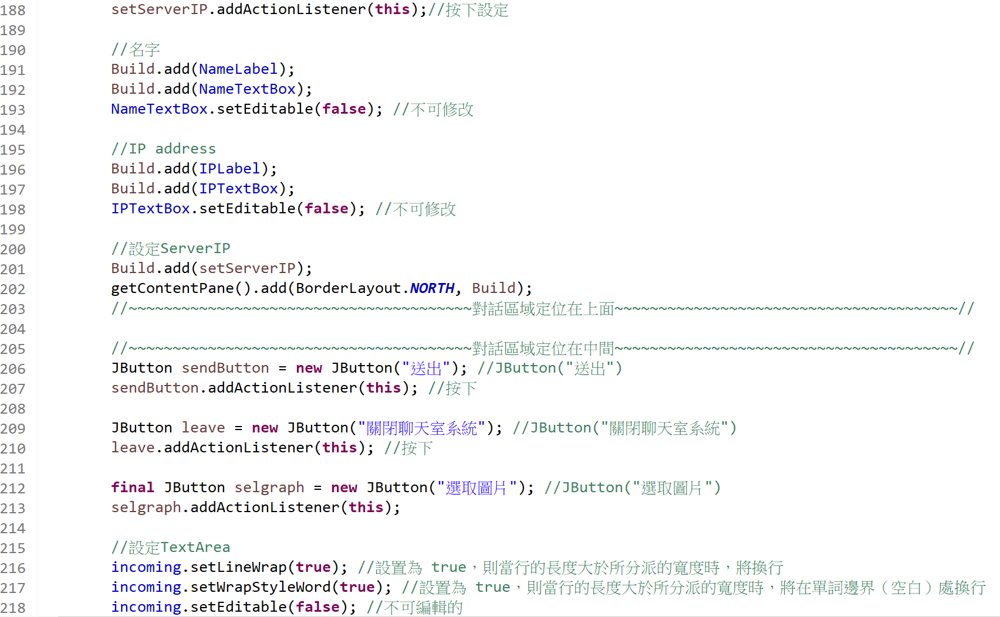 188 setServerIP.addActionListener(this);//按下設定
189
190 //名字
191 Build.add(NameLabel);
192 Build.add(NameTextBox);
193 NameTextBox.setEditable(false); //不可修改
194
195 //IP address
196 Build.add(IPLabel);
197 Build.add(IPTextBox);
198 IPTextBox.setEditable(false); //不可修改
199
200 //設定ServerIP
201 Build.add(setServerIP);
202 getContentPane().add(BorderLayout.NORTH, Build);
203 //~~~~~~~~~~~~~~~~~~~~~~~~~~~~~~~~~~~~~~~對話區域定位在上面~~~~~~~~~~~~~~~~~~~~~~~~~~~~~~~~~~~~~~~//
204
205 //~~~~~~~~~~~~~~~~~~~~~~~~~~~~~~~~~~~~~~~對話區域定位在中間~~~~~~~~~~~~~~~~~~~~~~~~~~~~~~~~~~~~~~~//
206 JButton sendButton = new JButton("送出"); //JButton("送出")
207 sendButton.addActionListener(this); //按下
208
209 JButton leave = new JButton("關閉聊天室系統"); //JButton("關閉聊天室系統")
210 leave.addActionListener(this); //按下
211
212 final JButton selgraph = new JButton("選取圖片"); //JButton("選取圖片")
213 selgraph.addActionListener(this);
214
215 //設定TextArea
216 incoming.setLineWrap(true); //設置為 true，則當行的長度大於所分派的寬度時，將換行
217 incoming.setWrapStyleWord(true); //設置為 true，則當行的長度大於所分派的寬度時，將在單詞邊界（空白）處換行
218 incoming.setEditable(false); //不可編輯的